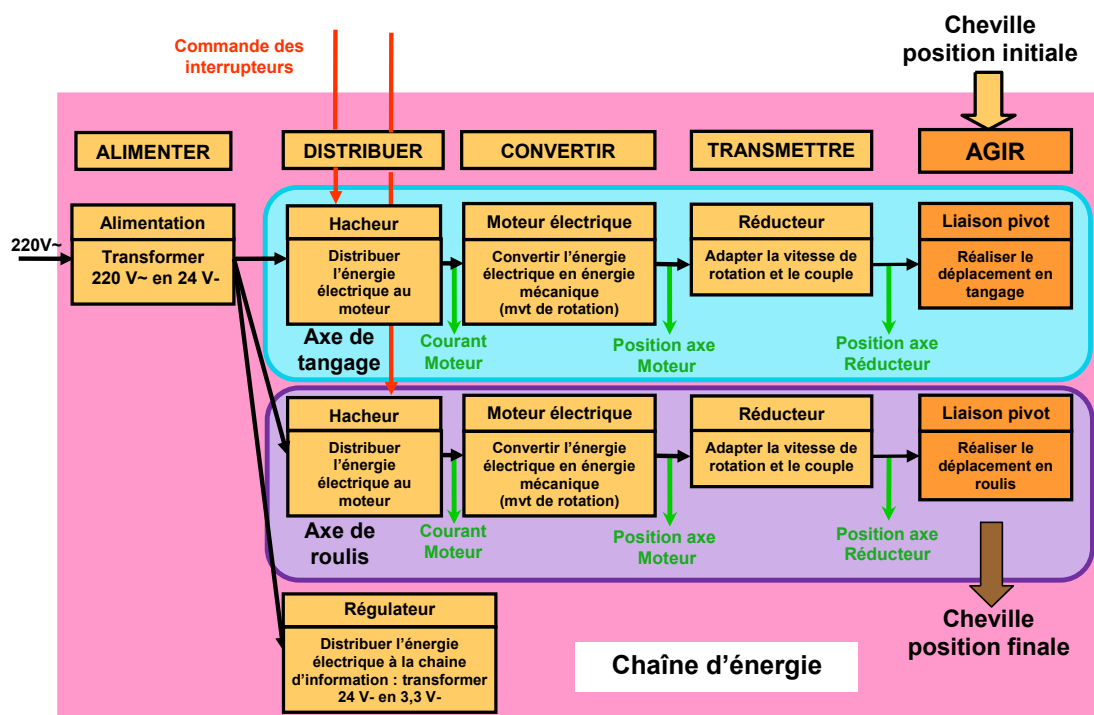 Commande des
interrupteurs
Cheville
position initiale
ALIMENTER
DISTRIBUER
CONVERTIR
TRANSMETTRE
AGIR
220V~
Alimentation
Transformer
220 V~ en 24 V-
Hacheur
Distribuer
l’énergie
électrique au
moteur
Moteur électrique
Convertir l’énergie
électrique en énergie
mécanique
(mvt de rotation)
Réducteur
Adapter la vitesse de
rotation et le couple
Liaison pivot
Réaliser le
déplacement en
tangage
Axe de
tangage
Courant
Moteur
Position axe
Moteur
Position axe
Réducteur
Hacheur
Distribuer
l’énergie
électrique au
moteur
Moteur électrique
Convertir l’énergie
électrique en énergie
mécanique
(mvt de rotation)
Réducteur
Adapter la vitesse de
rotation et le couple
Liaison pivot
Réaliser le
déplacement en
roulis
Axe de
roulis
Courant
Moteur
Position axe
Moteur
Position axe
Réducteur
Régulateur
Distribuer l’énergie
électrique à la chaine
d’information : transformer
24 V- en 3,3 V-
Chaîne d’énergie
Cheville
position finale